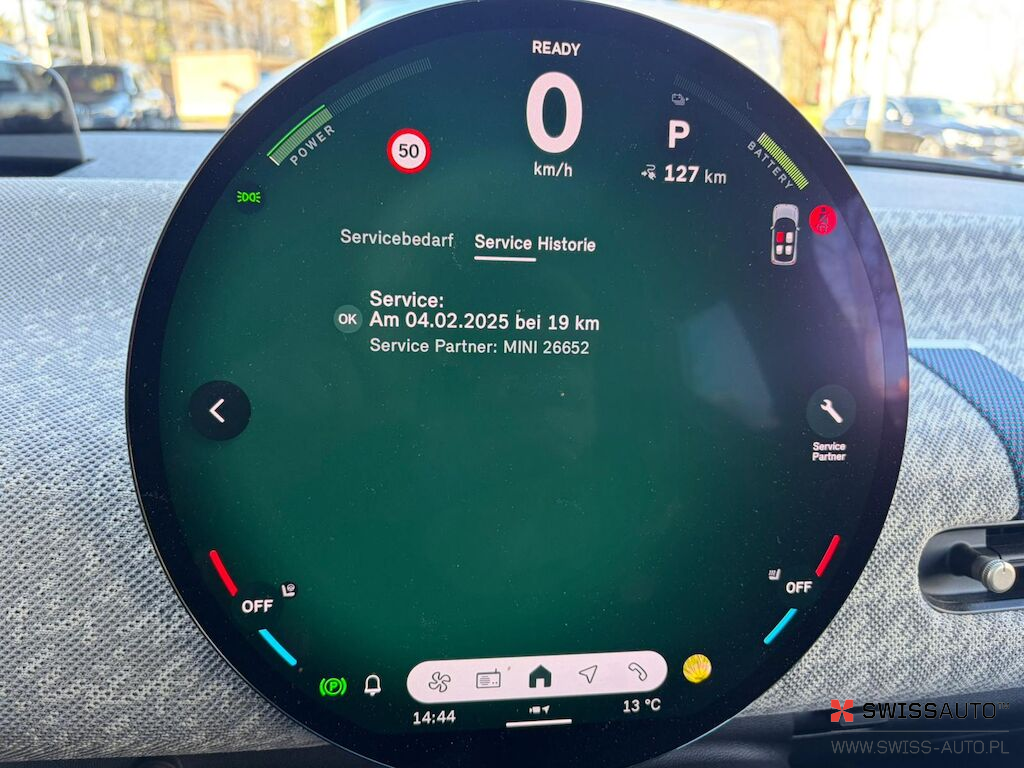 READY
0
km/h
POWER
50
P
127 km
BATTERY
Servicebedarf
Service Historie
Service:
OK
Am 04.02.2025 bei 19 km
Service Partner: MINI 26652
Service
Partner
OFF
OFF
P
14:44
13 °C
SWISSAUTO
WWW.SWISS-AUTO.PL